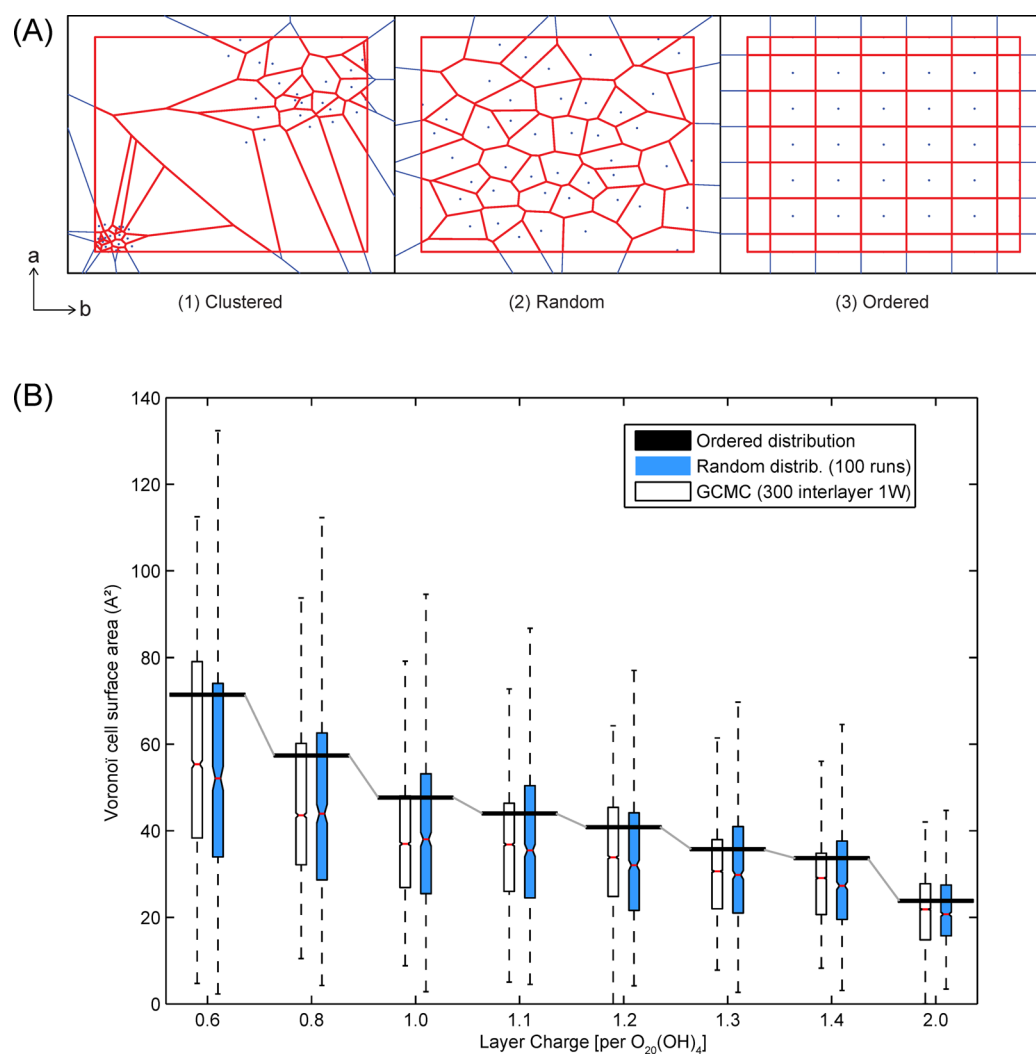 (A)
a
b
(1) Clustered
(2) Random
(3) Ordered
(B)
140
120
100
80
60
40
20
0
Voronoï cell surface area (A²)
Ordered distribution
Random distrib. (100 runs)
GCMC (300 interlayer 1W)
0.6 0.8 1.0 1.1 1.2 1.3 1.4 2.0
Layer Charge [per O₂₀(OH)₄]